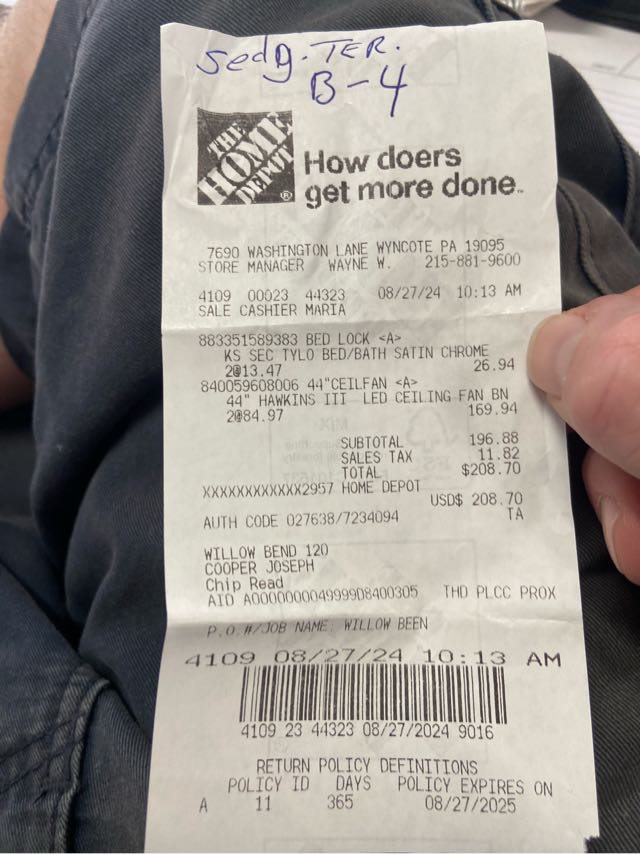 Sedg. TER.
B-4
THE
HOME
DEPOT
How doers
get more done.
7690 WASHINGTON LANE WYNCOTE PA 19095
STORE MANAGER WAYNE W. 215-881-9600
4109 00023 44323 08/27/24 10:13 AM
SALE CASHIER MARIA
883351589383 BED LOCK <A>
KS SEC TYLO BED/BATH SATIN CHROME
2@13.47 26.94
840059608006 44"CEILFAN <A>
44" HAWKINS III LED CEILING FAN BN
2@84.97 169.94
SUBTOTAL 196.88
SALES TAX 11.82
TOTAL $208.70
XXXXXXXXXXXX2957 HOME DEPOT
USD$ 208.70
AUTH CODE 027638/7234094 TA
WILLOW BEND 120
COOPER JOSEPH
Chip Read
AID A0000000049999D8400305 THD PLCC PROX
P.O.#/JOB NAME: WILLOW BEEN
4109 08/27/24 10:13 AM
4109 23 44323 08/27/2024 9016
RETURN POLICY DEFINITIONS
POLICY ID DAYS POLICY EXPIRES ON
A 11 365 08/27/2025